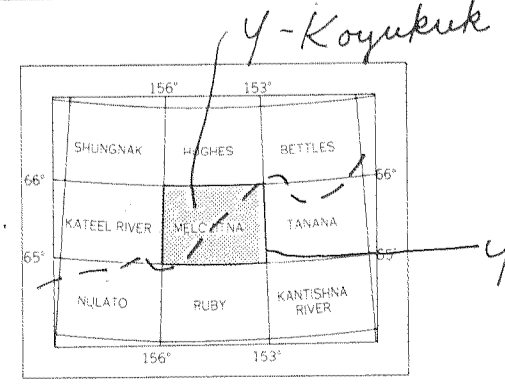 Y-Koyukuk
156° 153°
SHUNGNAK HUGHES BETTLES
66° 66°
KATEEL RIVER MELOZITNA TANANA
65° 65°
Y
NULATO RUBY KANTISHNA
RIVER
156° 153°